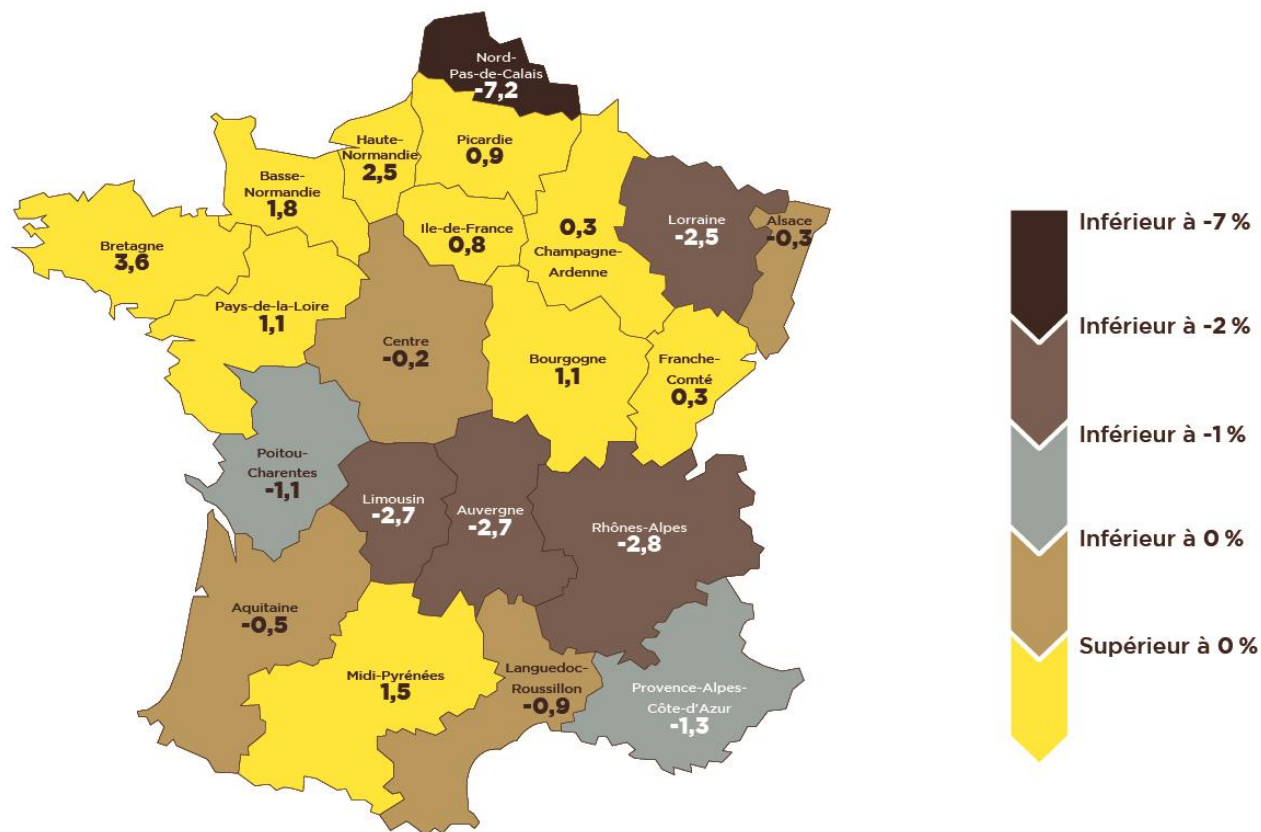 Nord-
Pas-de-Calais
-7,2
Haute-
Normandie
2,5
Picardie
0,9
Basse-
Normandie
1,8
Ile-de-France
0,8
0,3
Champagne-
Ardenne
Lorraine
-2,5
Alsace
-0,3
Bretagne
3,6
Pays-de-la-Loire
1,1
Centre
-0,2
Bourgogne
1,1
Franche-
Comté
0,3
Poitou-
Charentes
-1,1
Limousin
-2,7
Auvergne
-2,7
Rhônes-Alpes
-2,8
Aquitaine
-0,5
Midi-Pyrénées
1,5
Languedoc-
Roussillon
-0,9
Provence-Alpes-
Côte-d'Azur
-1,3
Inférieur à -7 %
Inférieur à -2 %
Inférieur à -1 %
Inférieur à 0 %
Supérieur à 0 %